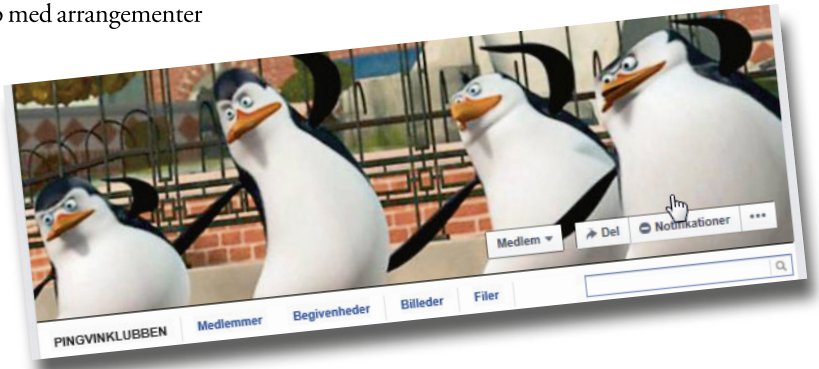 med arrangementer
Medlem
Del
Notifikationer
PINGVINKLUBBEN
Medlemmer
Begivenheder
Billeder
Filer